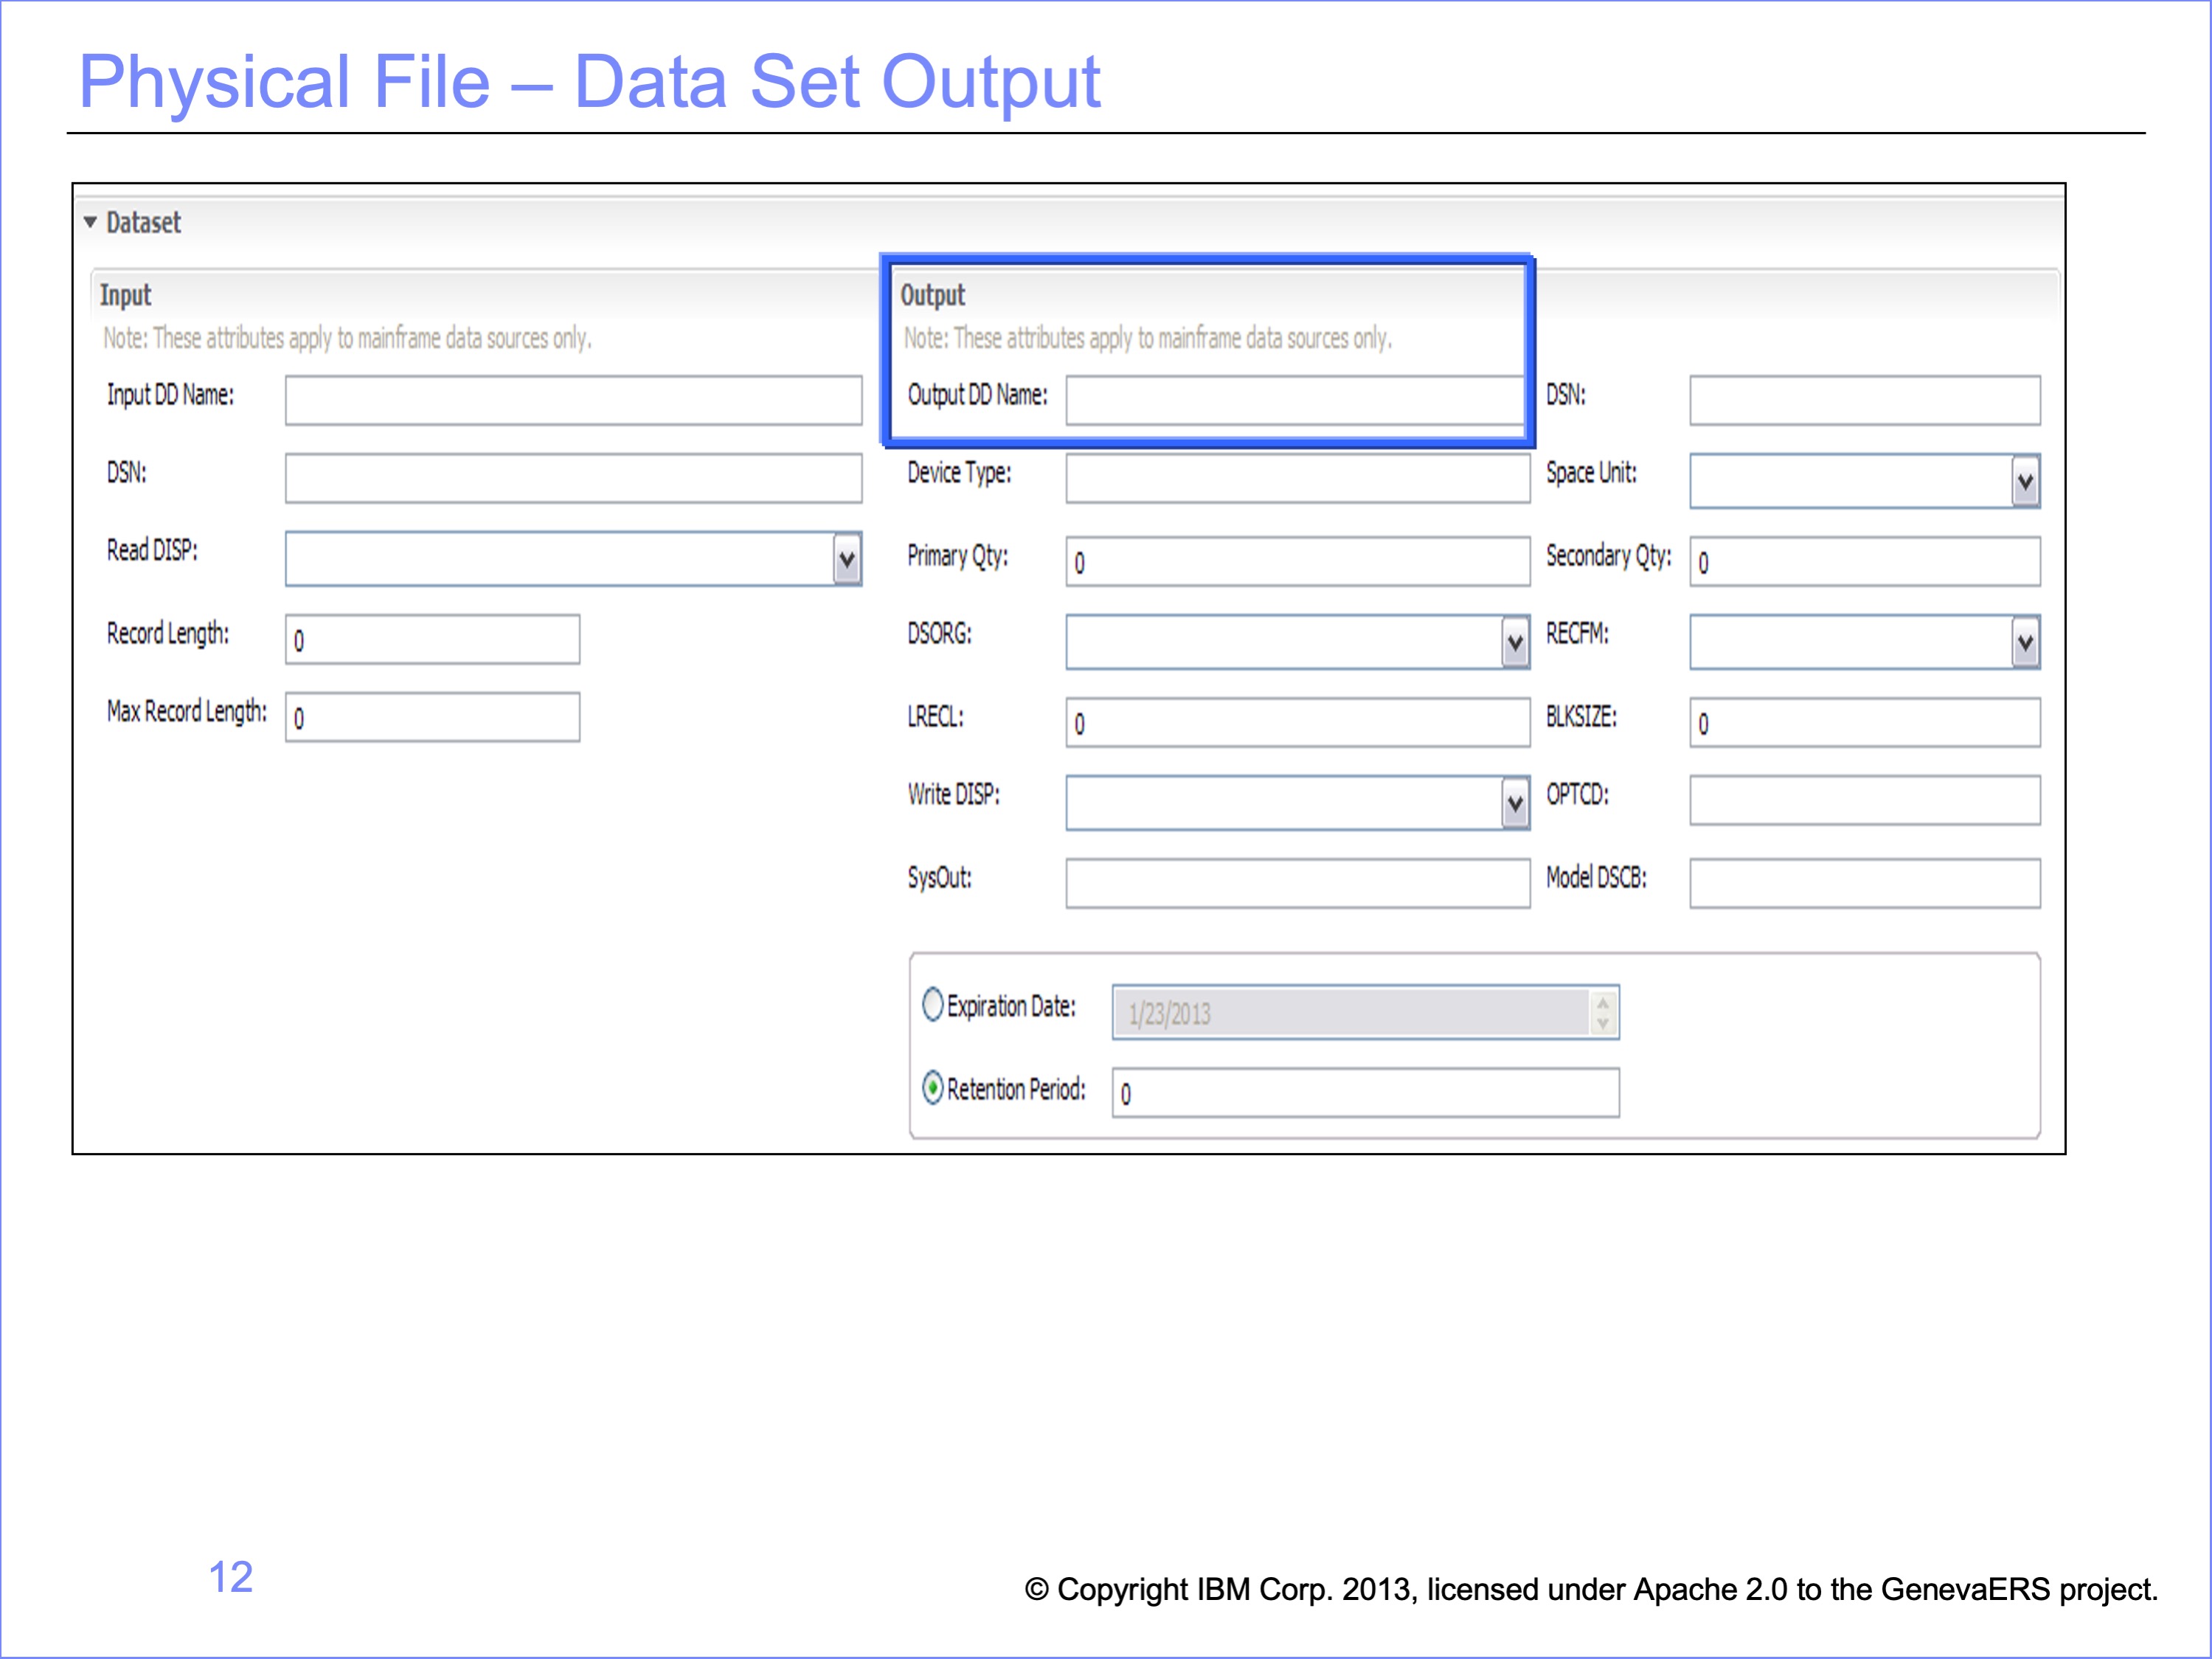 Physical File – Data Set Output
Dataset
Input
Note: These attributes apply to mainframe data sources only.
Input DD Name:
DSN:
Read DISP:
Record Length: 0
Max Record Length: 0
Output
Note: These attributes apply to mainframe data sources only.
Output DD Name: DSN:
Device Type: Space Unit:
Primary Qty: 0 Secondary Qty: 0
DSORG: RECFM:
LRECL: 0 BLKSIZE: 0
Write DISP: OPTCD:
SysOut: Model DSCB:
Expiration Date: 1/23/2013
Retention Period: 0
12
© Copyright IBM Corp. 2013, licensed under Apache 2.0 to the GenevaERS project.